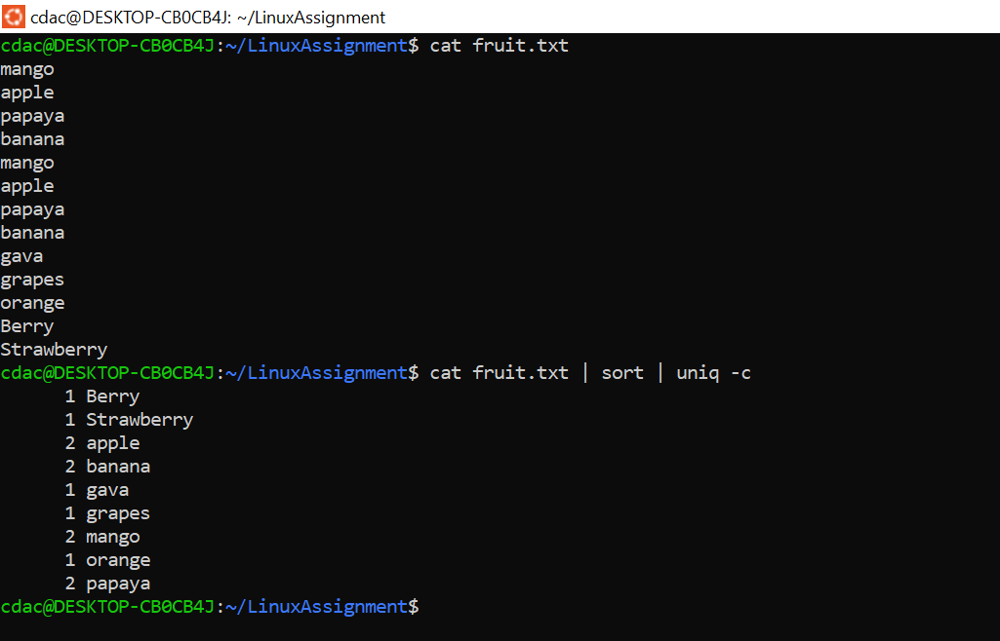 cdac@DESKTOP-CB0CB4J: ~/LinuxAssignment
cdac@DESKTOP-CB0CB4J:~/LinuxAssignment$ cat fruit.txt
mango
apple
papaya
banana
mango
apple
papaya
banana
gava
grapes
orange
Berry
Strawberry
cdac@DESKTOP-CB0CB4J:~/LinuxAssignment$ cat fruit.txt | sort | uniq -c
      1 Berry
      1 Strawberry
      2 apple
      2 banana
      1 gava
      1 grapes
      2 mango
      1 orange
      2 papaya
cdac@DESKTOP-CB0CB4J:~/LinuxAssignment$